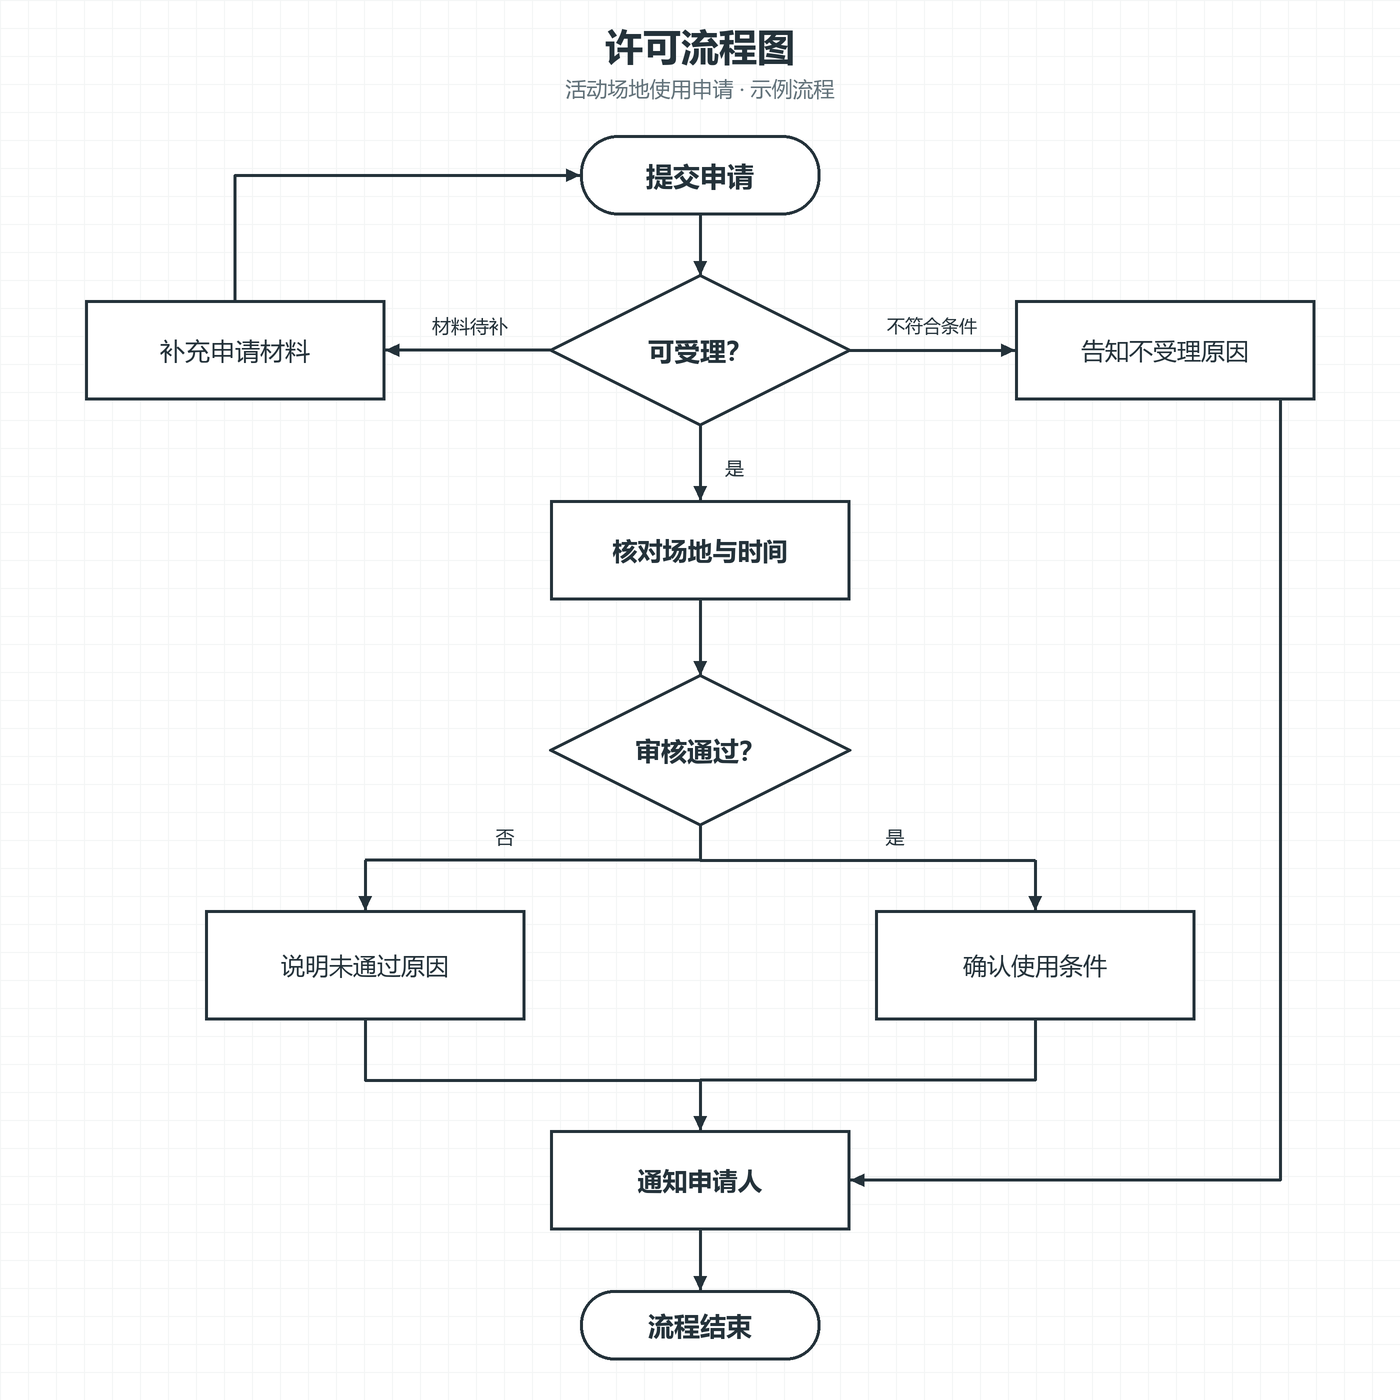 许可流程图
活动场地使用申请 · 示例流程
提交申请
材料待补
不符合条件
补充申请材料
可受理？
告知不受理原因
是
核对场地与时间
审核通过？
否
是
说明未通过原因
确认使用条件
通知申请人
流程结束